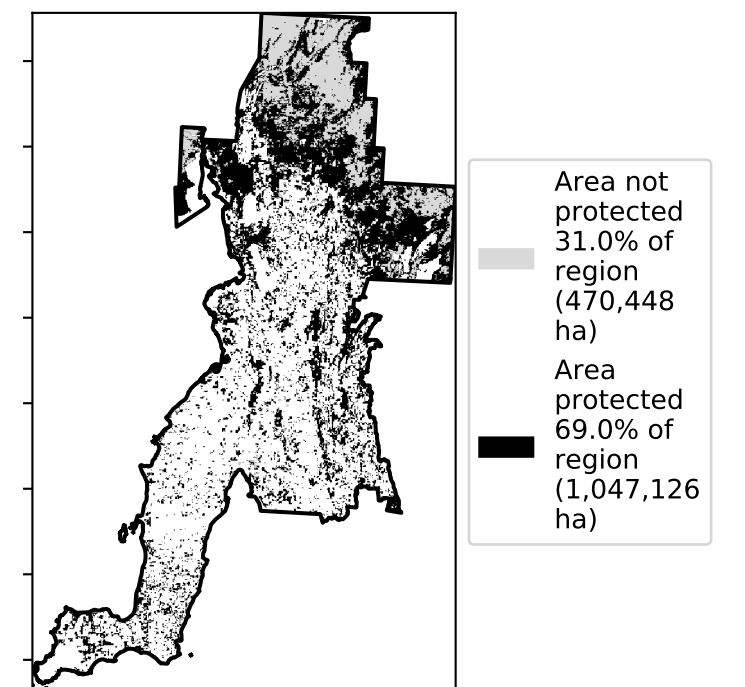 Area not
protected
31.0% of
region
(470,448
ha)
Area
protected
69.0% of
region
(1,047,126
ha)